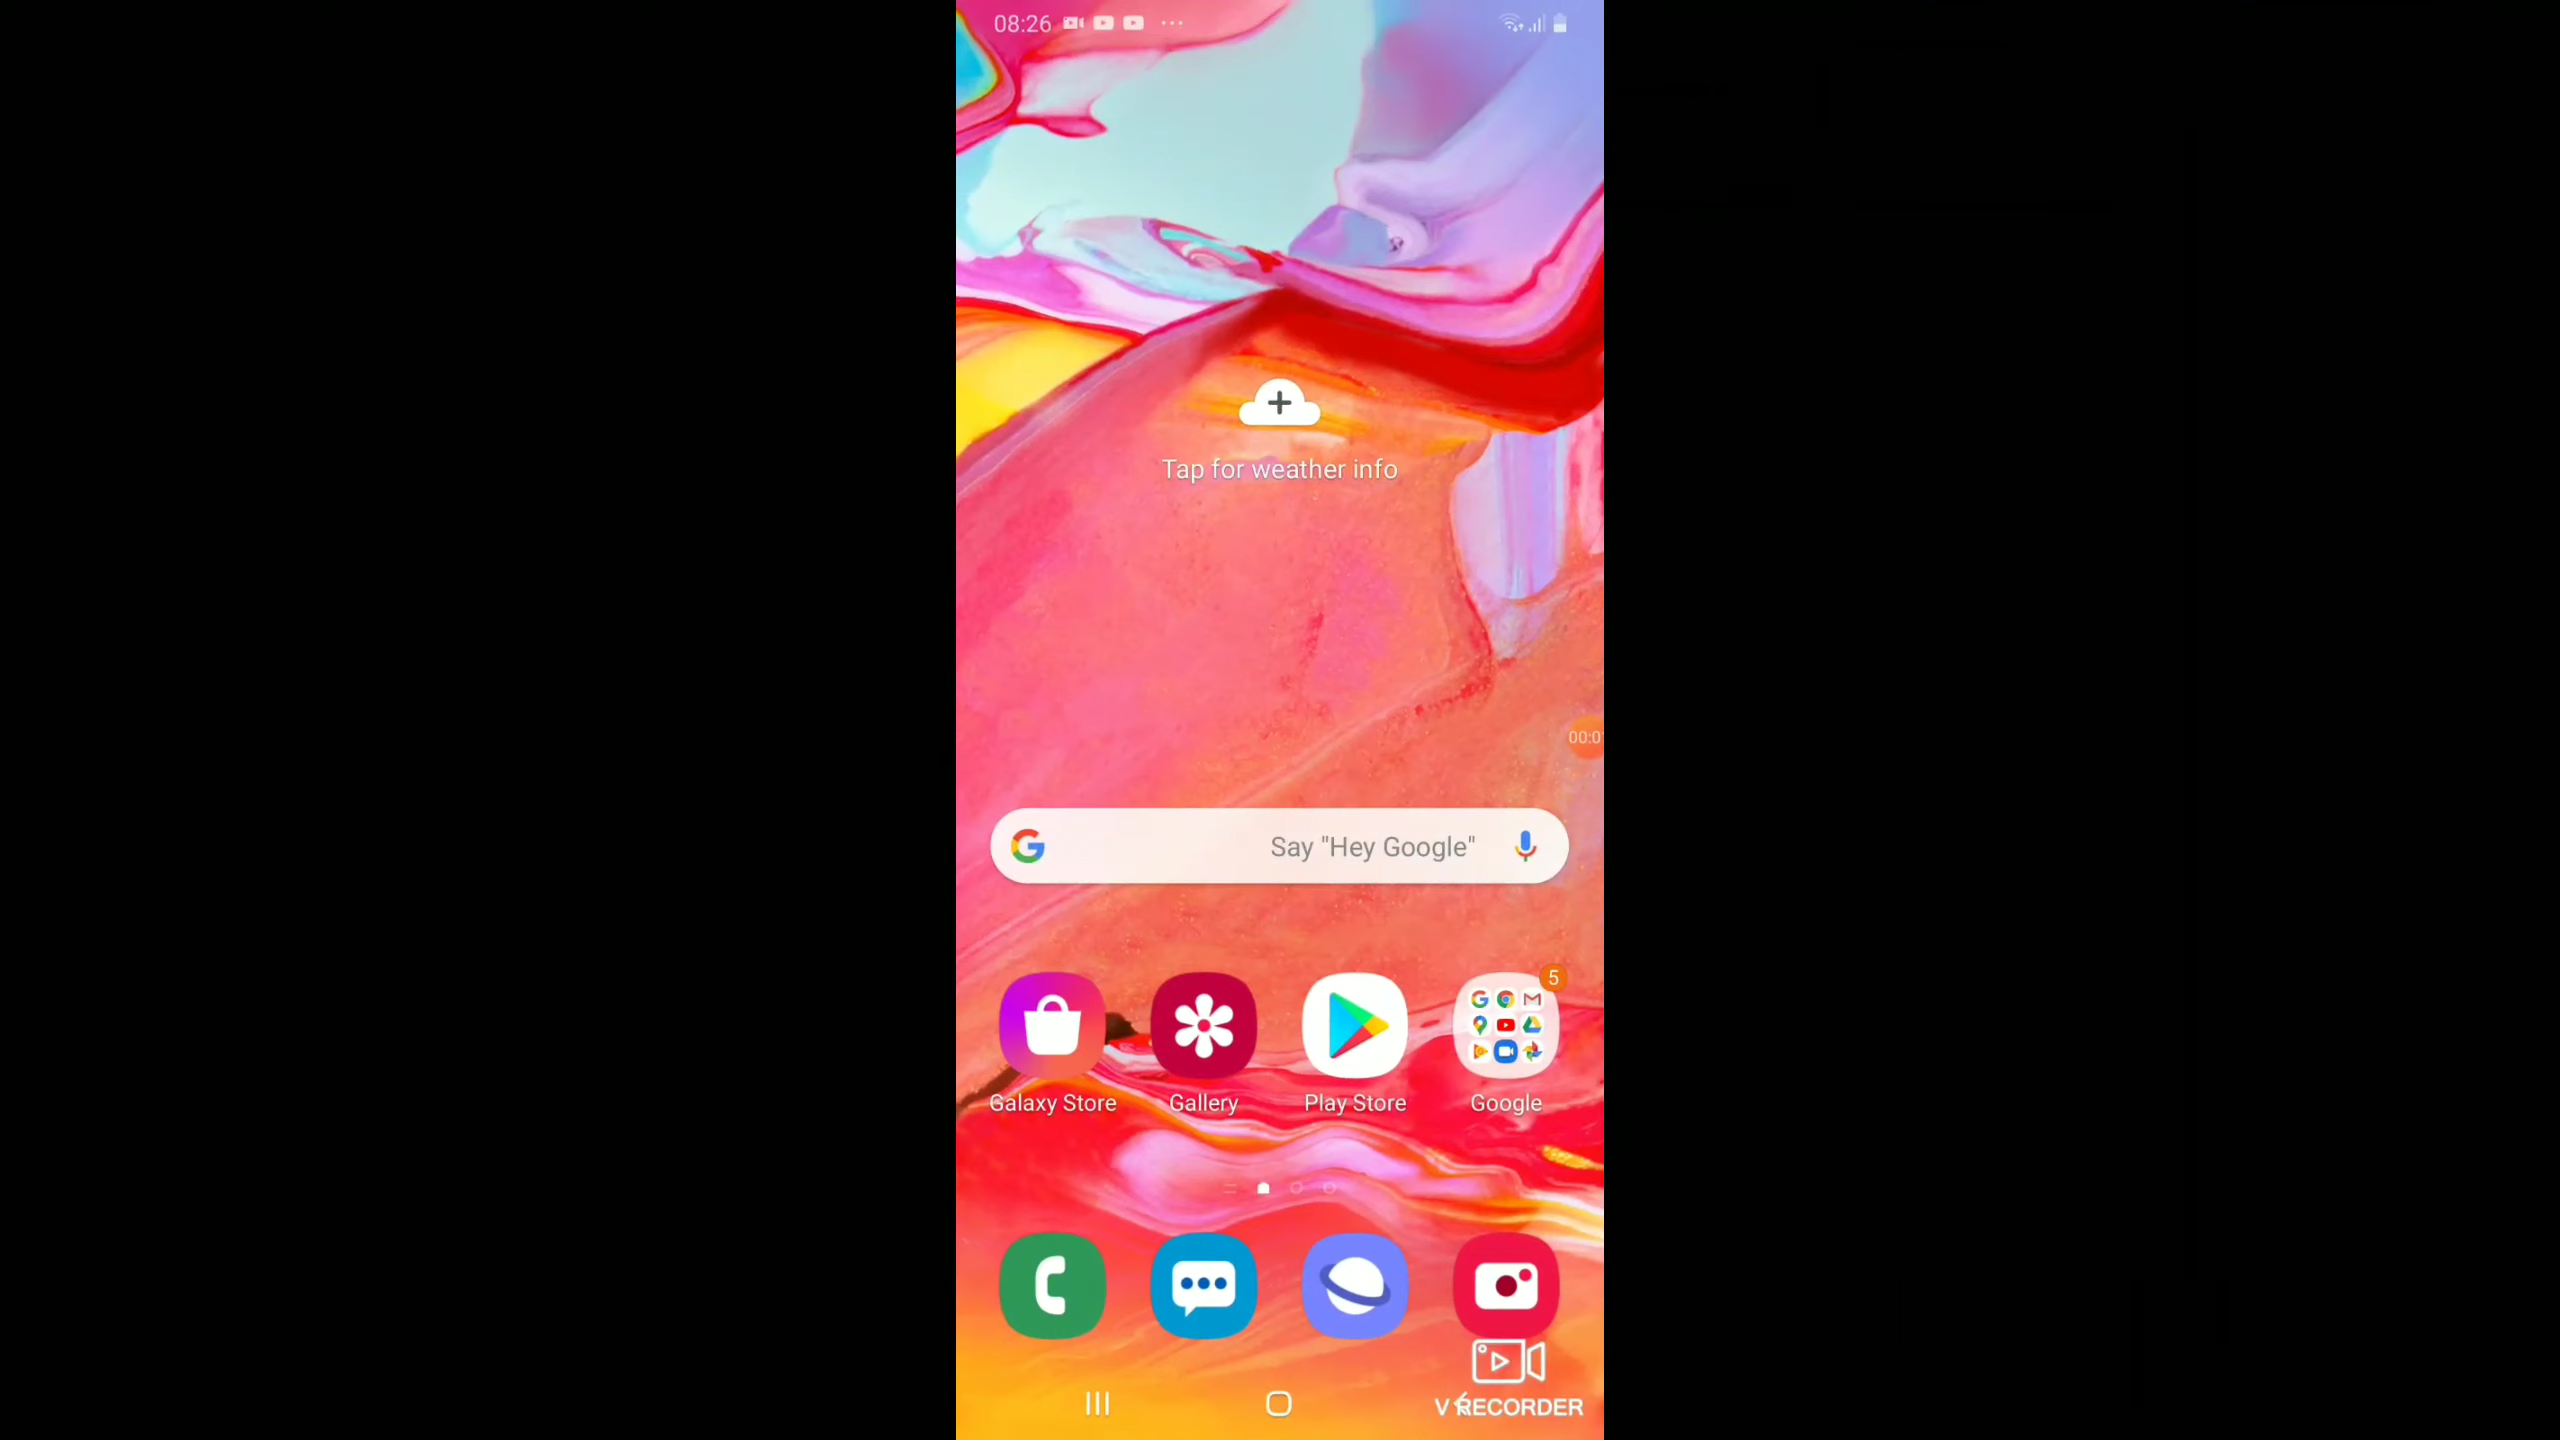 08:26
Tap for weather info
00:0
Say "Hey Google"
5
Galaxy Store
Gallery
Play Store
Google
V RECORDER